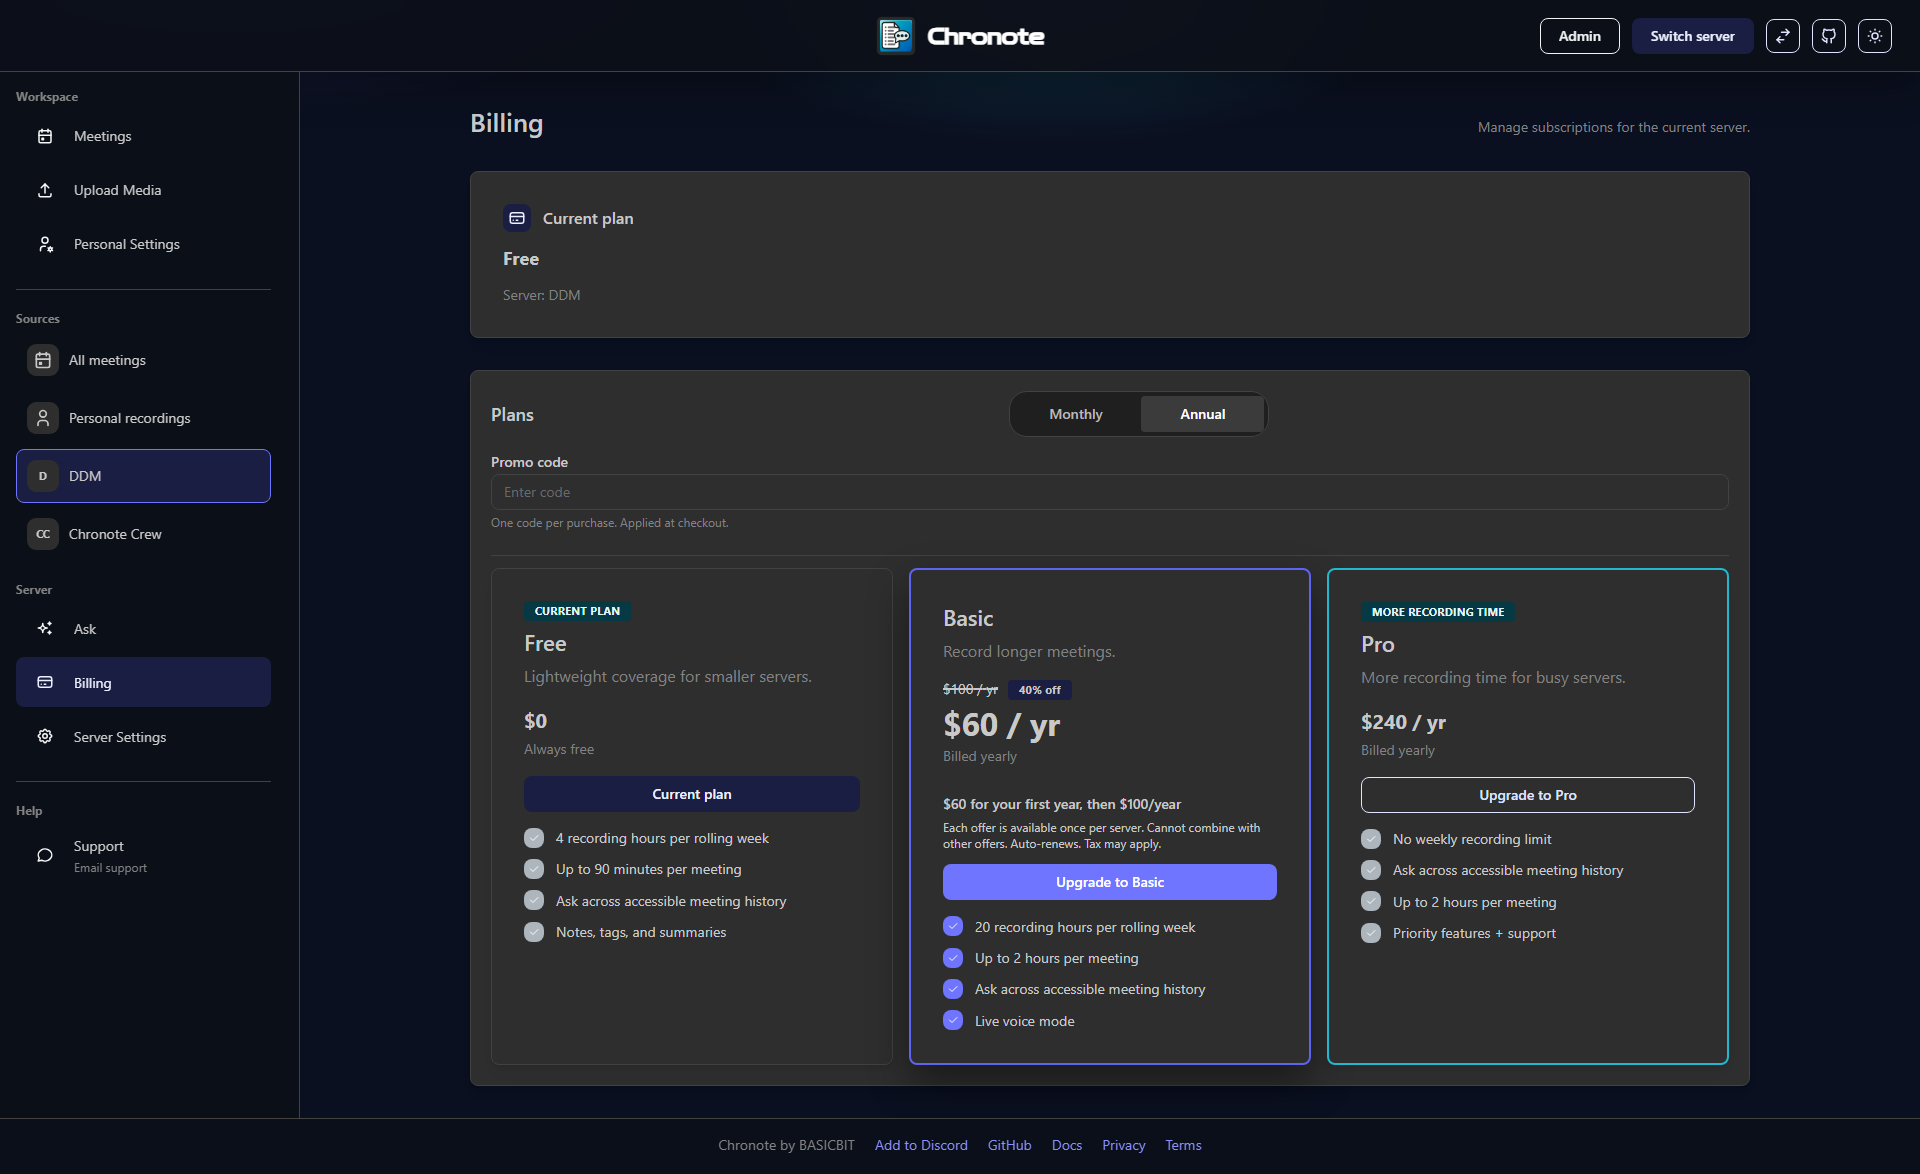 Chronote
Admin
Switch server
Workspace
Meetings
Upload Media
Personal Settings
Sources
All meetings
Personal recordings
D
DDM
CC
Chronote Crew
Server
Ask
Billing
Server Settings
Help
Support
Email support
Billing
Manage subscriptions for the current server.
Current plan
Free
Server: DDM
Plans
Monthly
Annual
Promo code
Enter code
One code per purchase. Applied at checkout.
CURRENT PLAN
Free
Lightweight coverage for smaller servers.
$0
Always free
Current plan
4 recording hours per rolling week
Up to 90 minutes per meeting
Ask across accessible meeting history
Notes, tags, and summaries
Basic
Record longer meetings.
$100 / yr
40% off
$60 / yr
Billed yearly
$60 for your first year, then $100/year
Each offer is available once per server. Cannot combine with
other offers. Auto-renews. Tax may apply.
Upgrade to Basic
20 recording hours per rolling week
Up to 2 hours per meeting
Ask across accessible meeting history
Live voice mode
MORE RECORDING TIME
Pro
More recording time for busy servers.
$240 / yr
Billed yearly
Upgrade to Pro
No weekly recording limit
Ask across accessible meeting history
Up to 2 hours per meeting
Priority features + support
Chronote by BASICBIT
Add to Discord
GitHub
Docs
Privacy
Terms